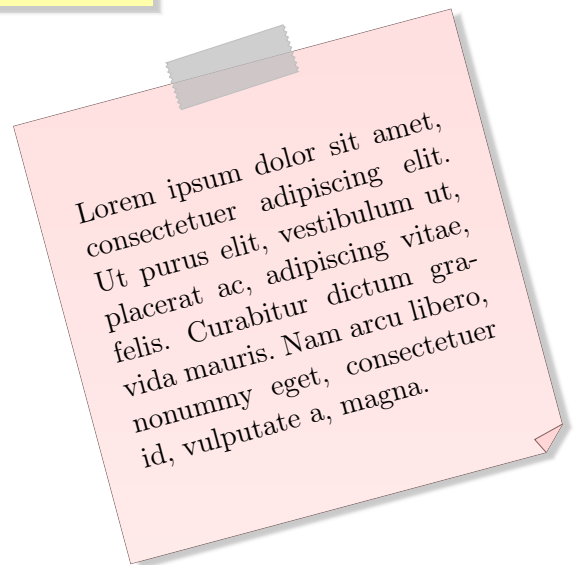 Lorem ipsum dolor sit amet,
consectetuer adipiscing elit.
Ut purus elit, vestibulum ut,
placerat ac, adipiscing vitae,
felis. Curabitur dictum gra-
vida mauris. Nam arcu libero,
nonummy eget, consectetuer
id, vulputate a, magna.